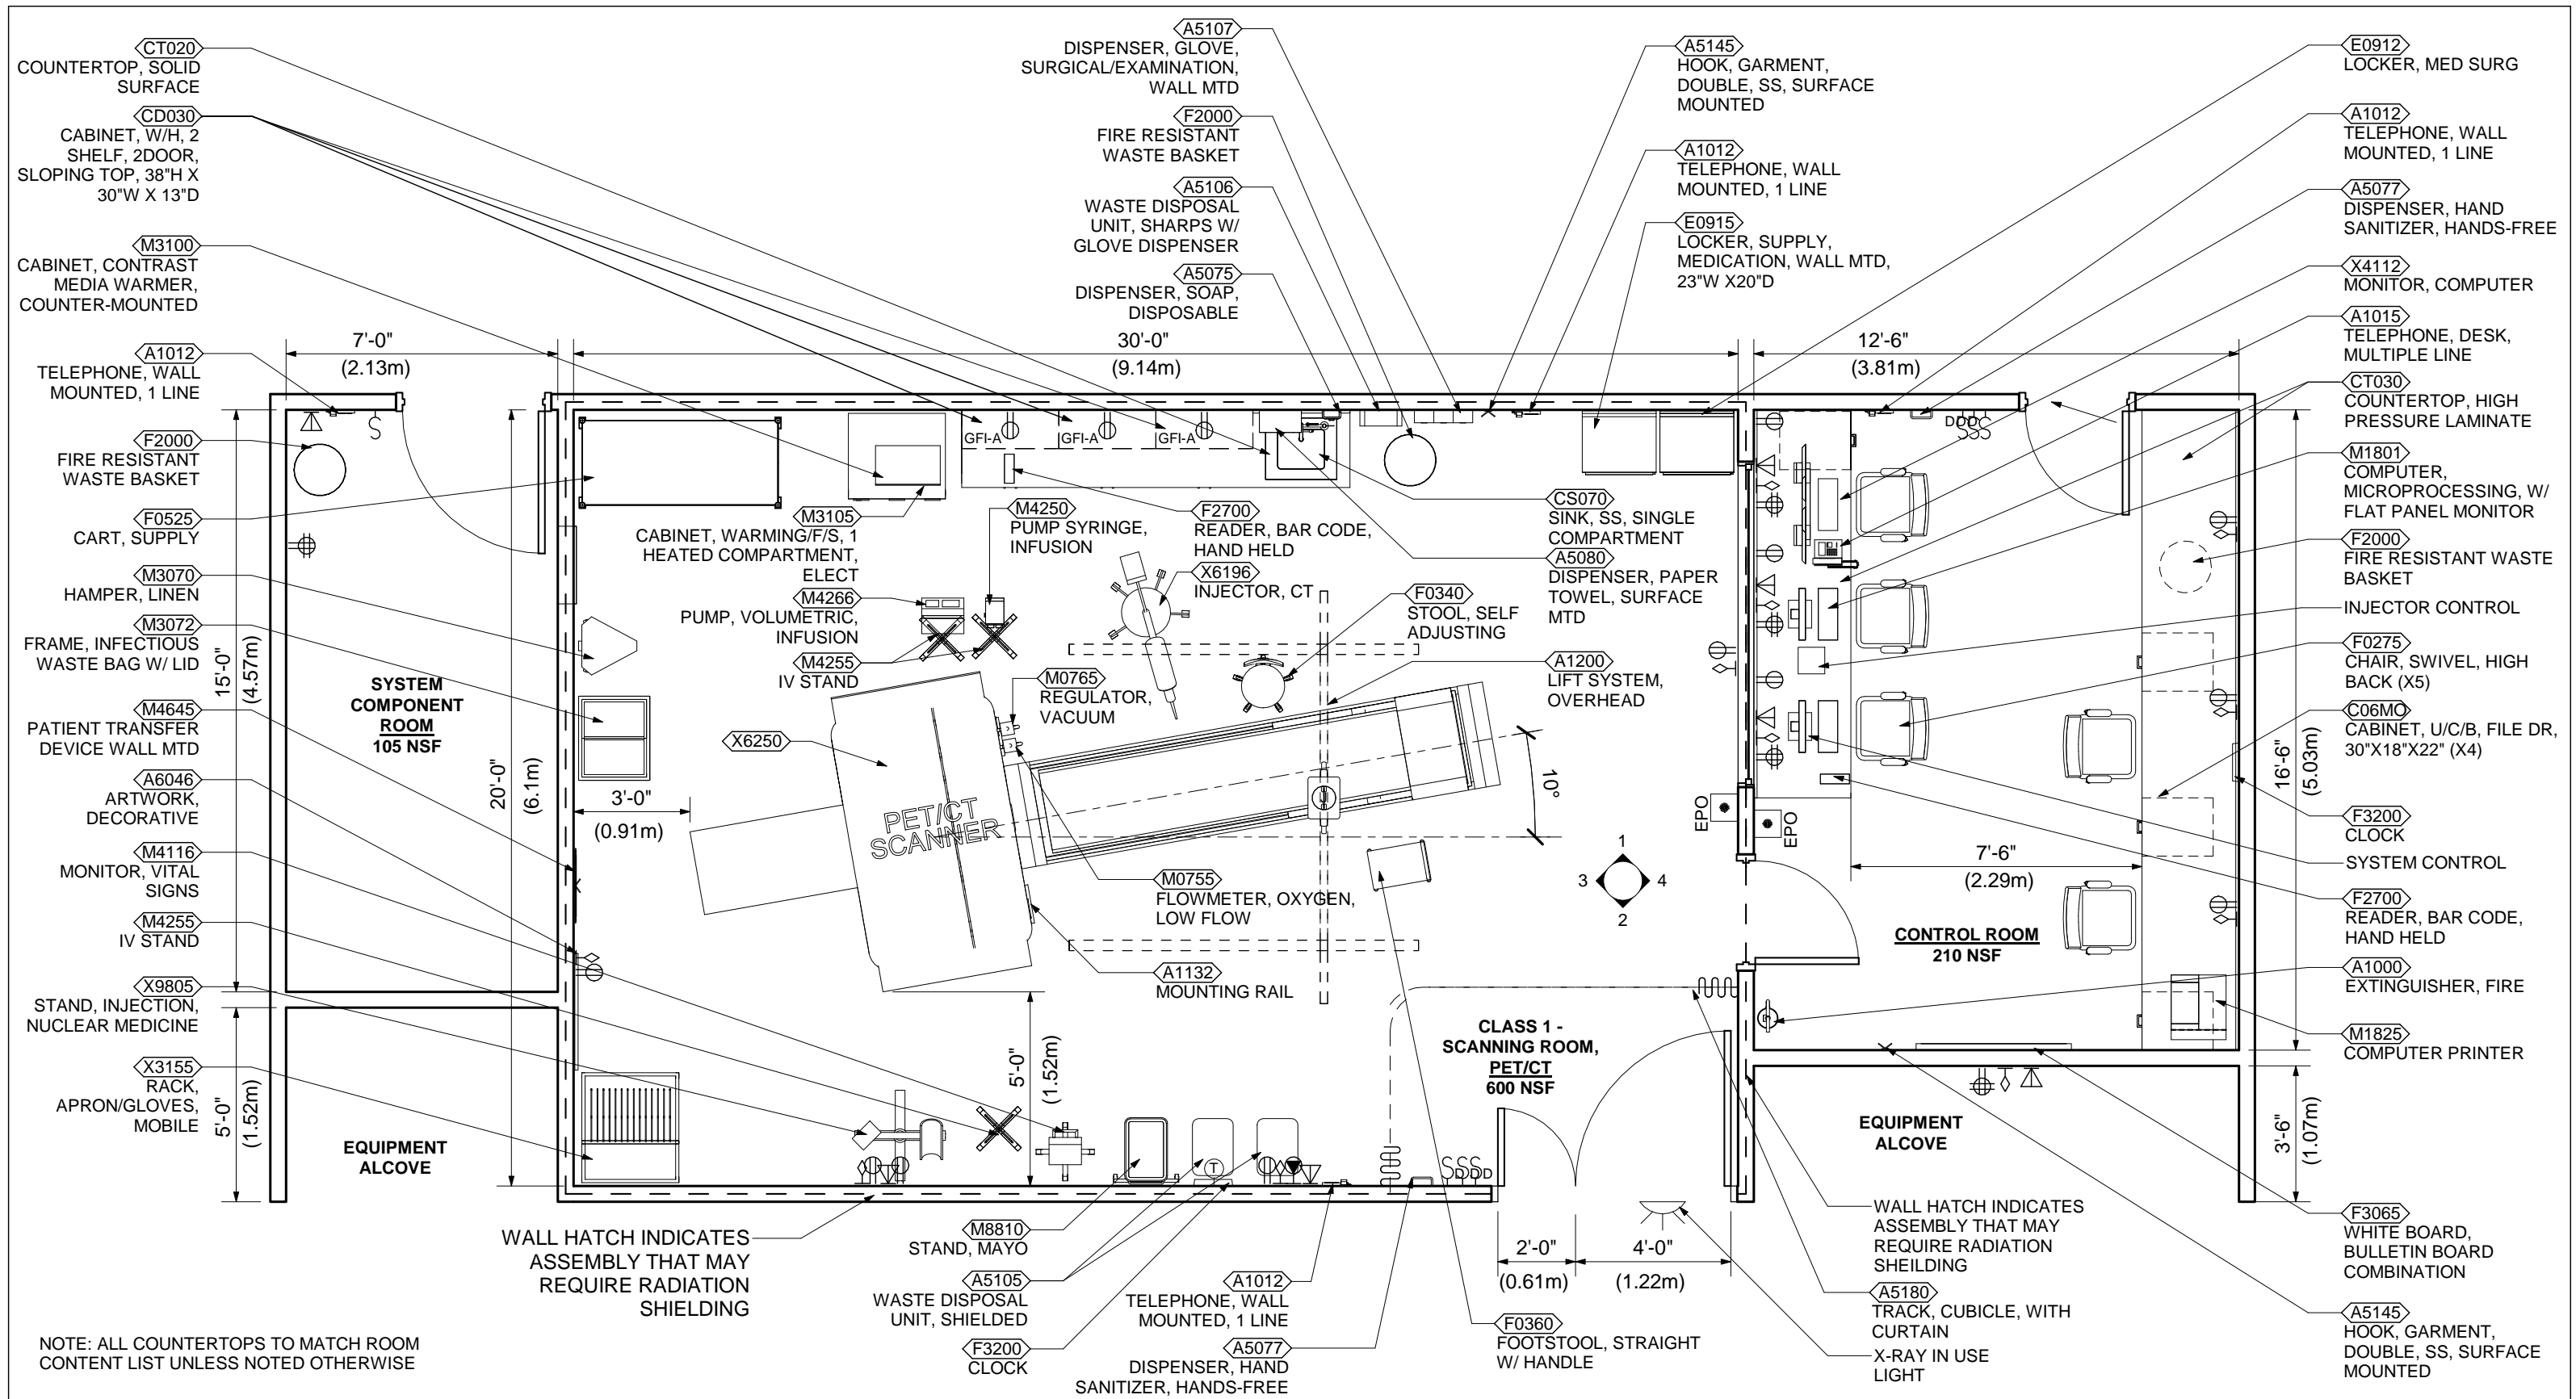 CT020
COUNTERTOP, SOLID
SURFACE
CD030
CABINET, W/H, 2
SHELF, 2DOOR,
SLOPING TOP, 38"H X
30"W X 13"D
M3100
CABINET, CONTRAST
MEDIA WARMER,
COUNTER-MOUNTED
A1012
TELEPHONE, WALL
MOUNTED, 1 LINE
F2000
FIRE RESISTANT
WASTE BASKET
F0525
CART, SUPPLY
M3070
HAMPER, LINEN
M3072
FRAME, INFECTIOUS
WASTE BAG W/ LID
M4645
PATIENT TRANSFER
DEVICE WALL MTD
A6046
ARTWORK,
DECORATIVE
M4116
MONITOR, VITAL
SIGNS
M4255
IV STAND
X9805
STAND, INJECTION,
NUCLEAR MEDICINE
X3155
RACK,
APRON/GLOVES,
MOBILE
A5107
DISPENSER, GLOVE,
SURGICAL/EXAMINATION,
WALL MTD
F2000
FIRE RESISTANT
WASTE BASKET
A5106
WASTE DISPOSAL
UNIT, SHARPS W/
GLOVE DISPENSER
A5075
DISPENSER, SOAP,
DISPOSABLE
A5145
HOOK, GARMENT,
DOUBLE, SS, SURFACE
MOUNTED
A1012
TELEPHONE, WALL
MOUNTED, 1 LINE
E0915
LOCKER, SUPPLY,
MEDICATION, WALL MTD,
23"W X20"D
E0912
LOCKER, MED SURG
A1012
TELEPHONE, WALL
MOUNTED, 1 LINE
A5077
DISPENSER, HAND
SANITIZER, HANDS-FREE
X4112
MONITOR, COMPUTER
A1015
TELEPHONE, DESK,
MULTIPLE LINE
CT030
COUNTERTOP, HIGH
PRESSURE LAMINATE
M1801
COMPUTER,
MICROPROCESSING, W/
FLAT PANEL MONITOR
F2000
FIRE RESISTANT WASTE
BASKET
INJECTOR CONTROL
F0275
CHAIR, SWIVEL, HIGH
BACK (X5)
C06MO
CABINET, U/C/B, FILE DR,
30"X18"X22" (X4)
F3200
CLOCK
SYSTEM CONTROL
F2700
READER, BAR CODE,
HAND HELD
A1000
EXTINGUISHER, FIRE
M1825
COMPUTER PRINTER
F3065
WHITE BOARD,
BULLETIN BOARD
COMBINATION
A5145
HOOK, GARMENT,
DOUBLE, SS, SURFACE
MOUNTED
7'-0"
(2.13m)
30'-0"
(9.14m)
12'-6"
(3.81m)
15'-0"
(4.57m)
20'-0"
(6.1m)
5'-0"
(1.52m)
16'-6"
(5.03m)
3'-6"
(1.07m)
S
GFI-A
GFI-A
GFI-A
DDD
SSS
M3105
CABINET, WARMING/F/S, 1
HEATED COMPARTMENT,
ELECT
M4250
PUMP SYRINGE,
INFUSION
F2700
READER, BAR CODE,
HAND HELD
CS070
SINK, SS, SINGLE
COMPARTMENT
A5080
DISPENSER, PAPER
TOWEL, SURFACE
MTD
M4266
PUMP, VOLUMETRIC,
INFUSION
M4255
IV STAND
X6196
INJECTOR, CT
F0340
STOOL, SELF
ADJUSTING
M0765
REGULATOR,
VACUUM
A1200
LIFT SYSTEM,
OVERHEAD
SYSTEM
COMPONENT
ROOM
105 NSF
X6250
PET/CT
SCANNER
10°
3'-0"
(0.91m)
EPO
EPO
M0755
FLOWMETER, OXYGEN,
LOW FLOW
1
3
4
2
7'-6"
(2.29m)
CONTROL ROOM
210 NSF
A1132
MOUNTING RAIL
5'-0"
(1.52m)
CLASS 1 -
SCANNING ROOM,
PET/CT
600 NSF
EQUIPMENT
ALCOVE
EQUIPMENT
ALCOVE
T
SSS
DDD
WALL HATCH INDICATES
ASSEMBLY THAT MAY
REQUIRE RADIATION
SHIELDING
M8810
STAND, MAYO
A5105
WASTE DISPOSAL
UNIT, SHIELDED
F3200
CLOCK
A1012
TELEPHONE, WALL
MOUNTED, 1 LINE
A5077
DISPENSER, HAND
SANITIZER, HANDS-FREE
2'-0"
(0.61m)
4'-0"
(1.22m)
F0360
FOOTSTOOL, STRAIGHT
W/ HANDLE
WALL HATCH INDICATES
ASSEMBLY THAT MAY
REQUIRE RADIATION
SHEILDING
A5180
TRACK, CUBICLE, WITH
CURTAIN
X-RAY IN USE
LIGHT
NOTE: ALL COUNTERTOPS TO MATCH ROOM
CONTENT LIST UNLESS NOTED OTHERWISE